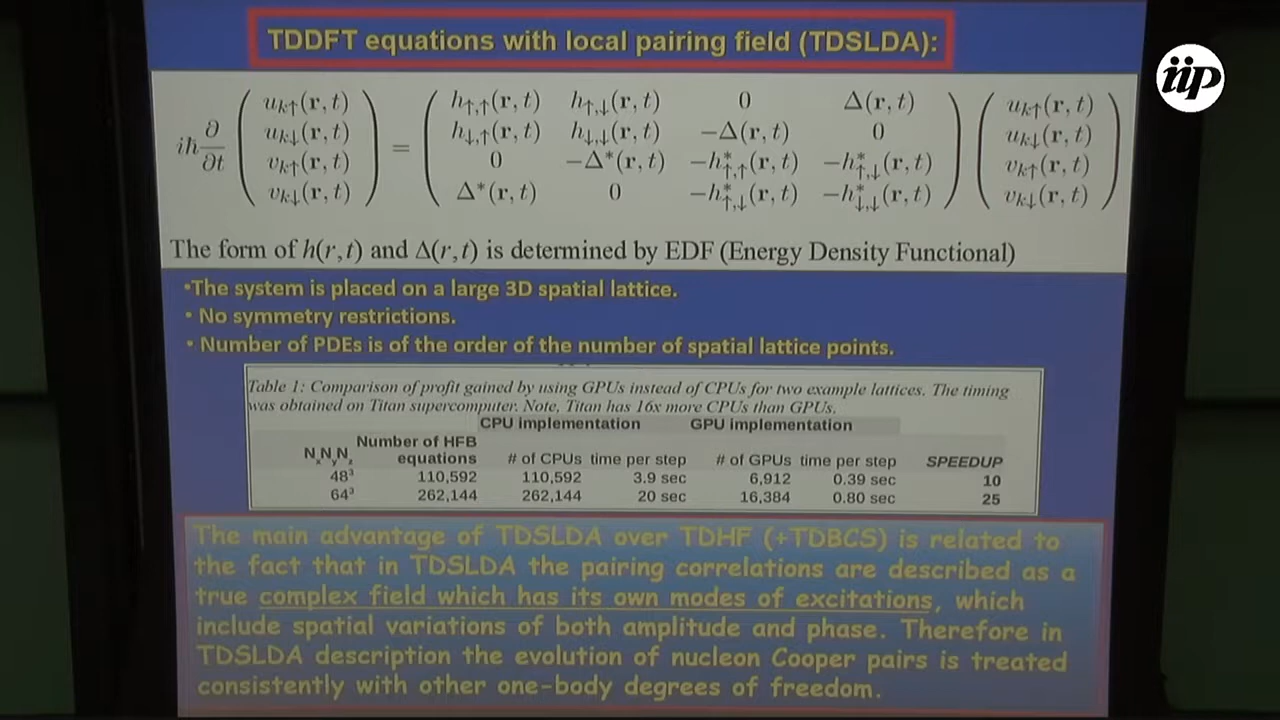 TDDFT equations with local pairing field (TDSLDA):
iip
iħ ∂/∂t ( u_{k↑}(r, t) u_{k↓}(r, t) v_{k↑}(r, t) v_{k↓}(r, t) ) =
( h_{↑,↑}(r, t) h_{↑,↓}(r, t) 0 Δ(r, t)
h_{↓,↑}(r, t) h_{↓,↓}(r, t) −Δ(r, t) 0
0 −Δ*(r, t) −h*_{↑,↑}(r, t) −h*_{↑,↓}(r, t)
Δ*(r, t) 0 −h*_{↑,↓}(r, t) −h*_{↓,↓}(r, t) )
( u_{k↑}(r, t) u_{k↓}(r, t) v_{k↑}(r, t) v_{k↓}(r, t) )
The form of h(r,t) and Δ(r,t) is determined by EDF (Energy Density Functional)
•The system is placed on a large 3D spatial lattice.
• No symmetry restrictions.
• Number of PDEs is of the order of the number of spatial lattice points.
Table 1: Comparison of profit gained by using GPUs instead of CPUs for two example lattices. The timing
was obtained on Titan supercomputer. Note, Titan has 16x more CPUs than GPUs.
CPU implementation GPU implementation
NxNyNz Number of HFB equations # of CPUs time per step # of GPUs time per step SPEEDUP
48³ 110,592 110,592 3.9 sec 6,912 0.39 sec 10
64³ 262,144 262,144 20 sec 16,384 0.80 sec 25
The main advantage of TDSLDA over TDHF (+TDBCS) is related to
the fact that in TDSLDA the pairing correlations are described as a
true complex field which has its own modes of excitations, which
include spatial variations of both amplitude and phase. Therefore in
TDSLDA description the evolution of nucleon Cooper pairs is treated
consistently with other one-body degrees of freedom.